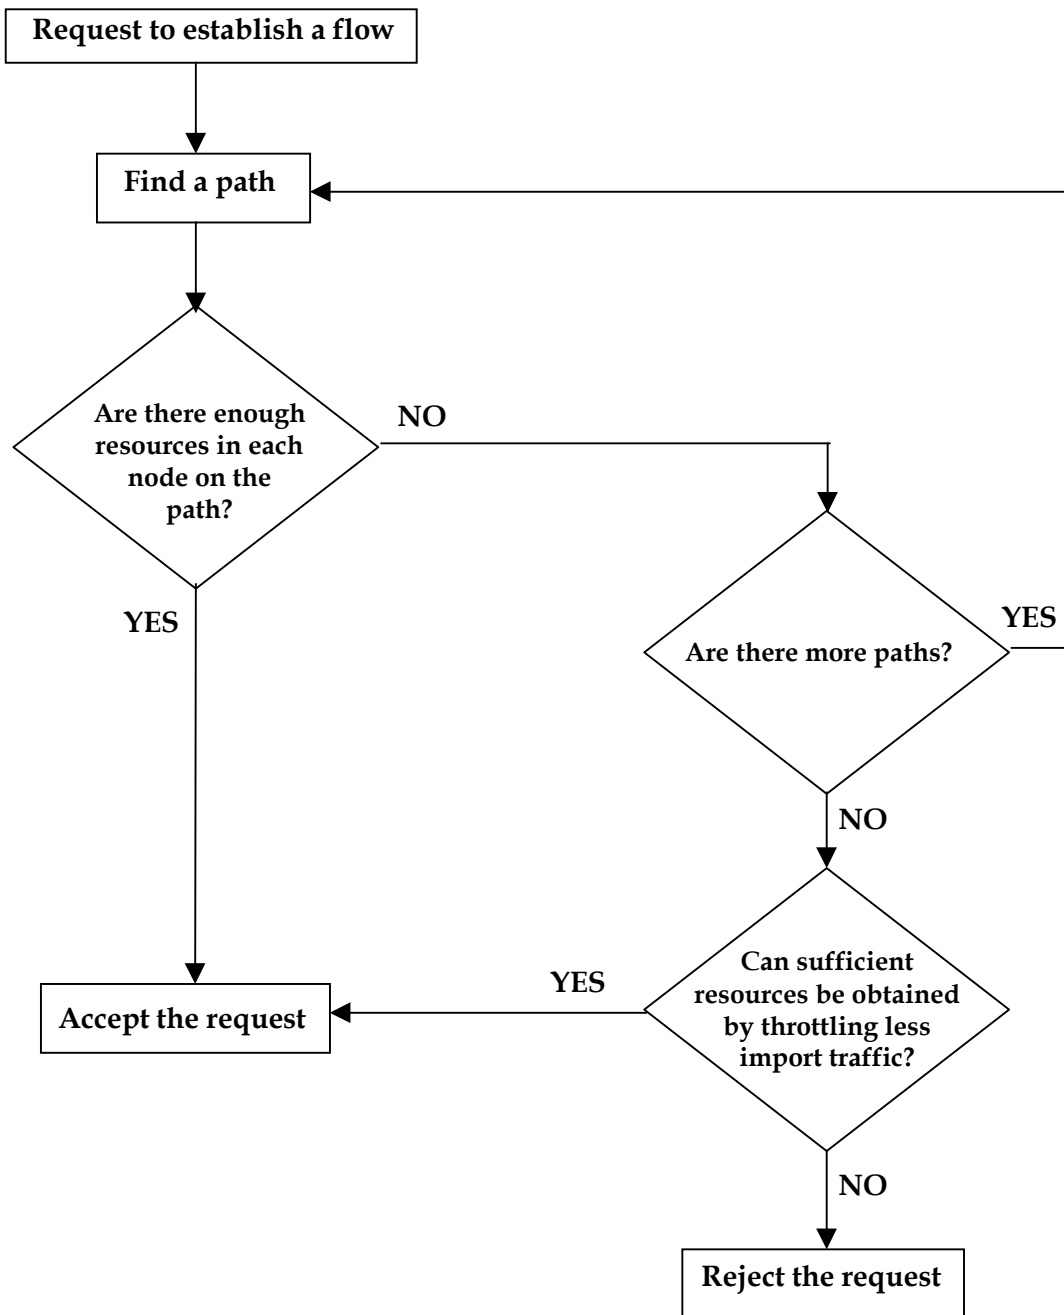 Request to establish a flow
Find a path
Are there enough
resources in each
node on the
path?
NO
YES
Are there more paths?
YES
NO
Can sufficient
resources be obtained
by throttling less
import traffic?
YES
Accept the request
NO
Reject the request